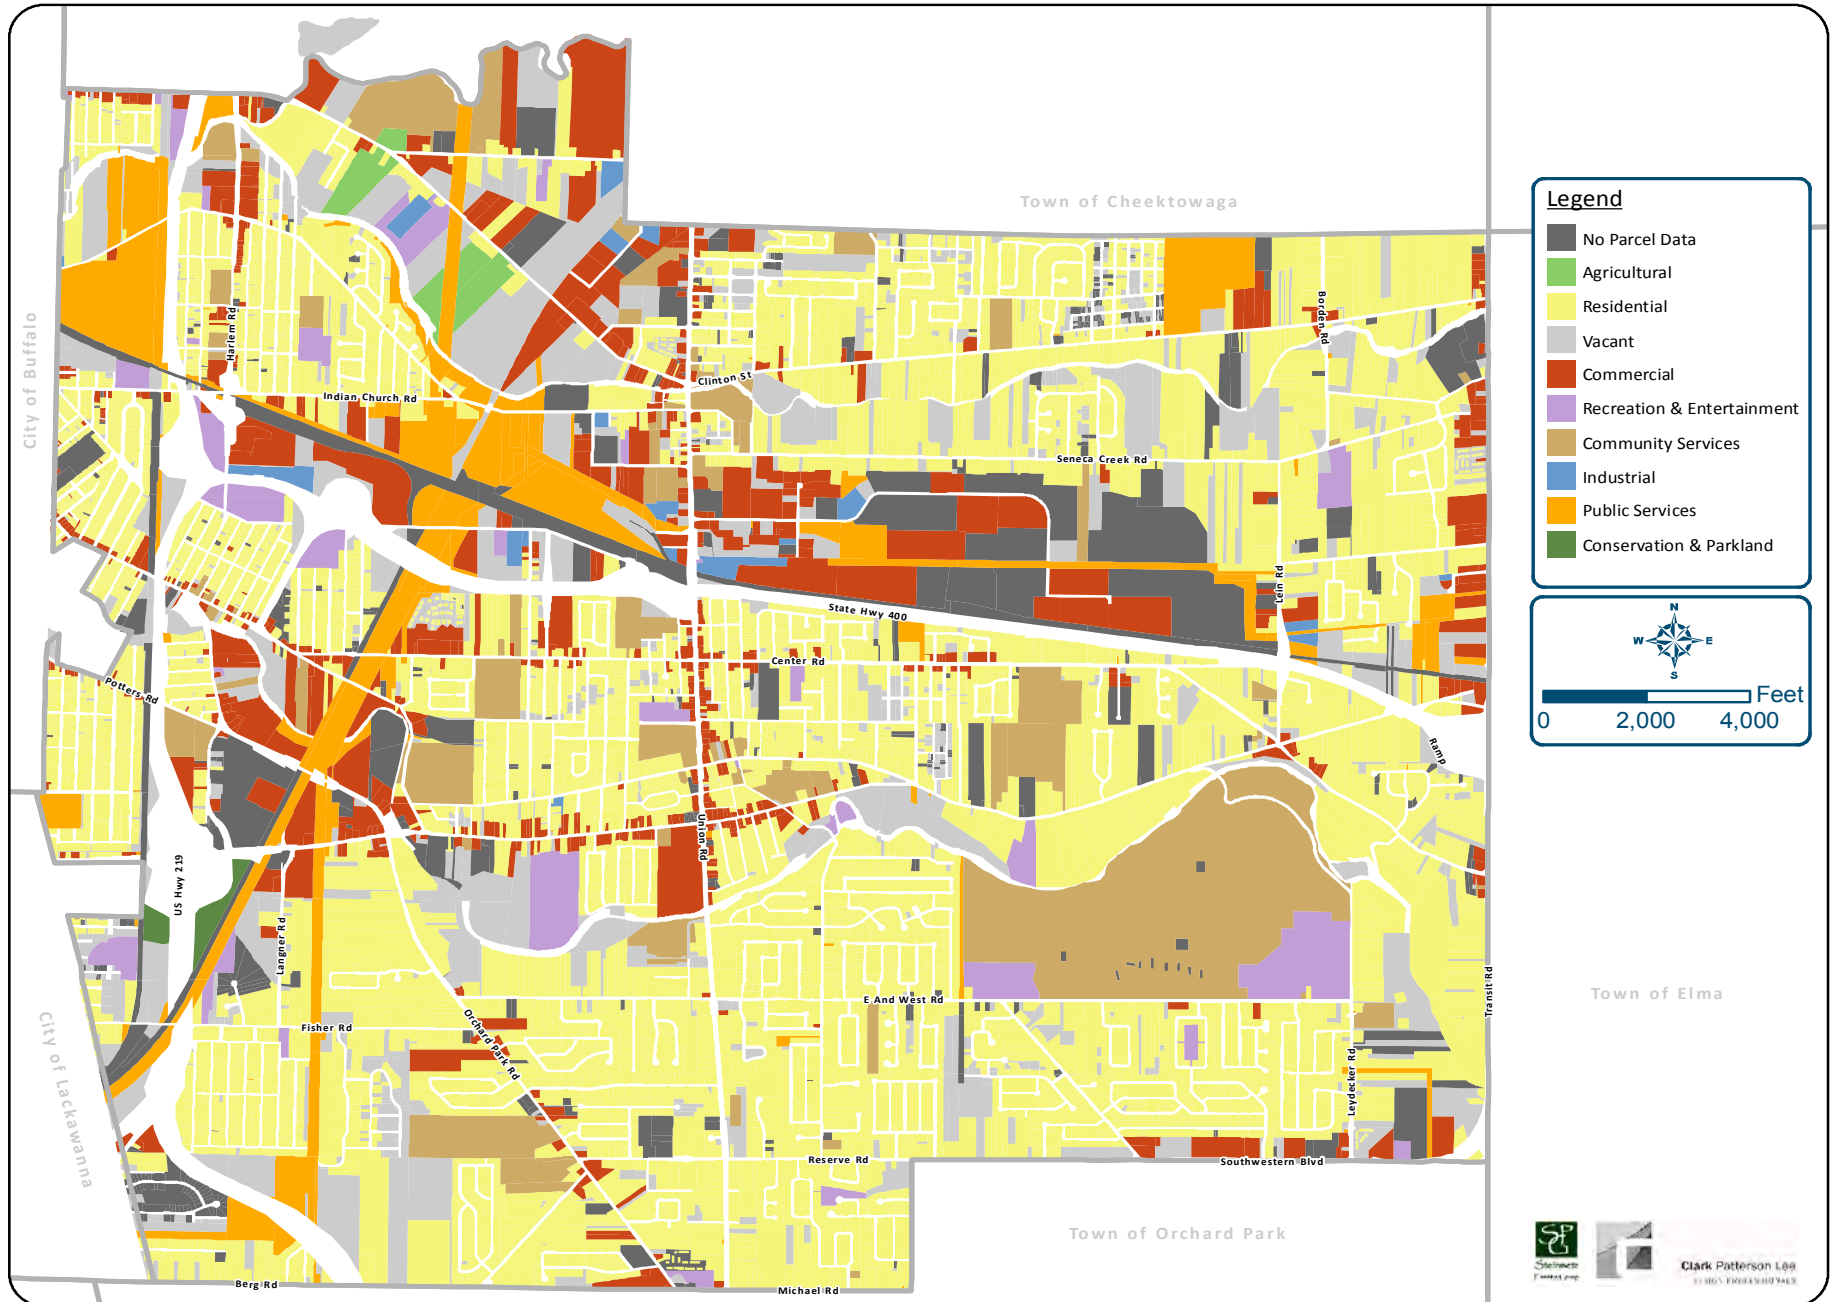 Town of Cheektowaga
City of Buffalo
Harlem Rd
Borden Rd
Clinton St
Indian Church Rd
Seneca Creek Rd
Lein Rd
State Hwy 400
Center Rd
Potters Rd
Ramp
Union Rd
US Hwy 219
Langner Rd
E And West Rd
Transit Rd
Town of Elma
Fisher Rd
Orchard Park Rd
City of Lackawanna
Leydecker Rd
Reserve Rd
Southwestern Blvd
Town of Orchard Park
Berg Rd
Michael Rd
Legend
No Parcel Data
Agricultural
Residential
Vacant
Commercial
Recreation & Entertainment
Community Services
Industrial
Public Services
Conservation & Parkland
N
W E
S
Feet
0 2,000 4,000
Clark Patterson Lee